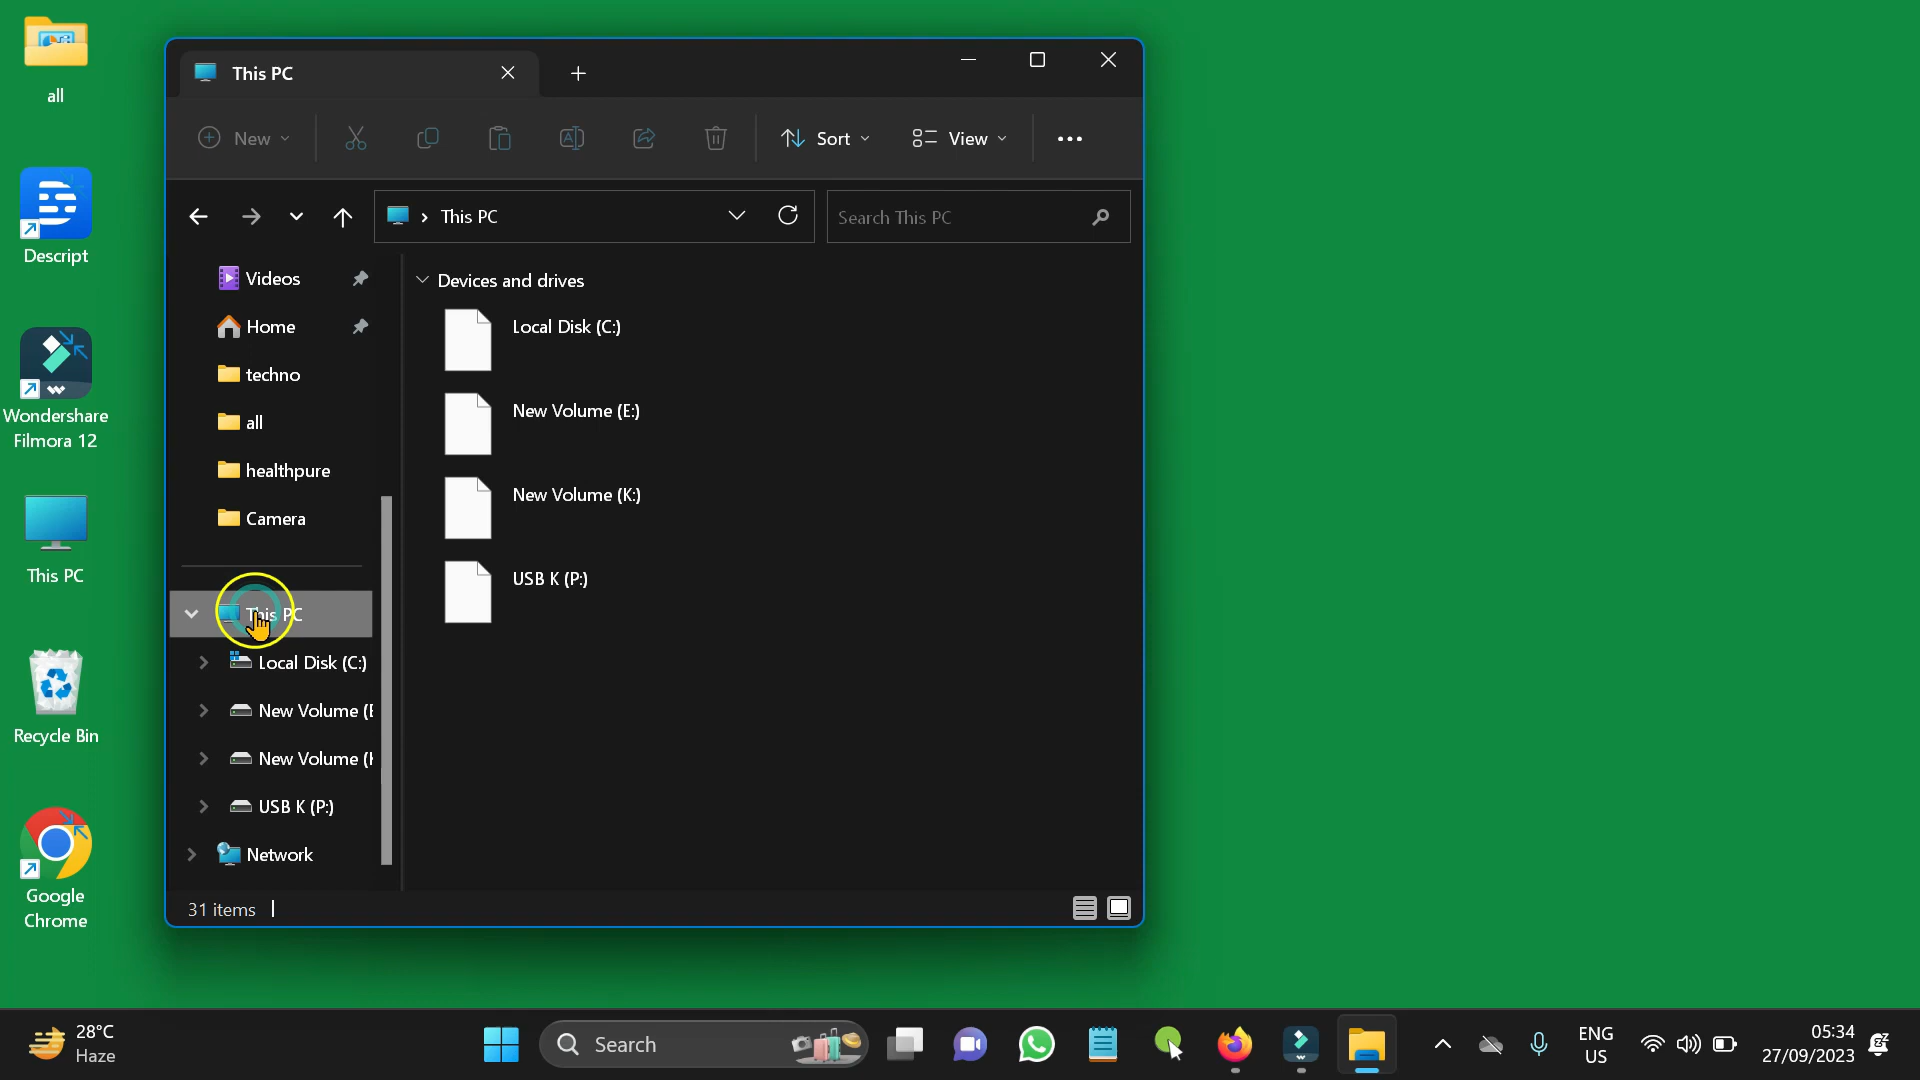 all
Descript
Wondershare
Filmora 12
This PC
Recycle Bin
Google
Chrome
This PC
New
Sort
View
This PC
Search This PC
Videos
Home
techno
all
healthpure
Camera
This PC
Local Disk (C:)
New Volume (E
New Volume (K
USB K (P:)
Network
Devices and drives
Local Disk (C:)
New Volume (E:)
New Volume (K:)
USB K (P:)
31 items
28°C
Haze
Search
ENG
US
05:34
27/09/2023